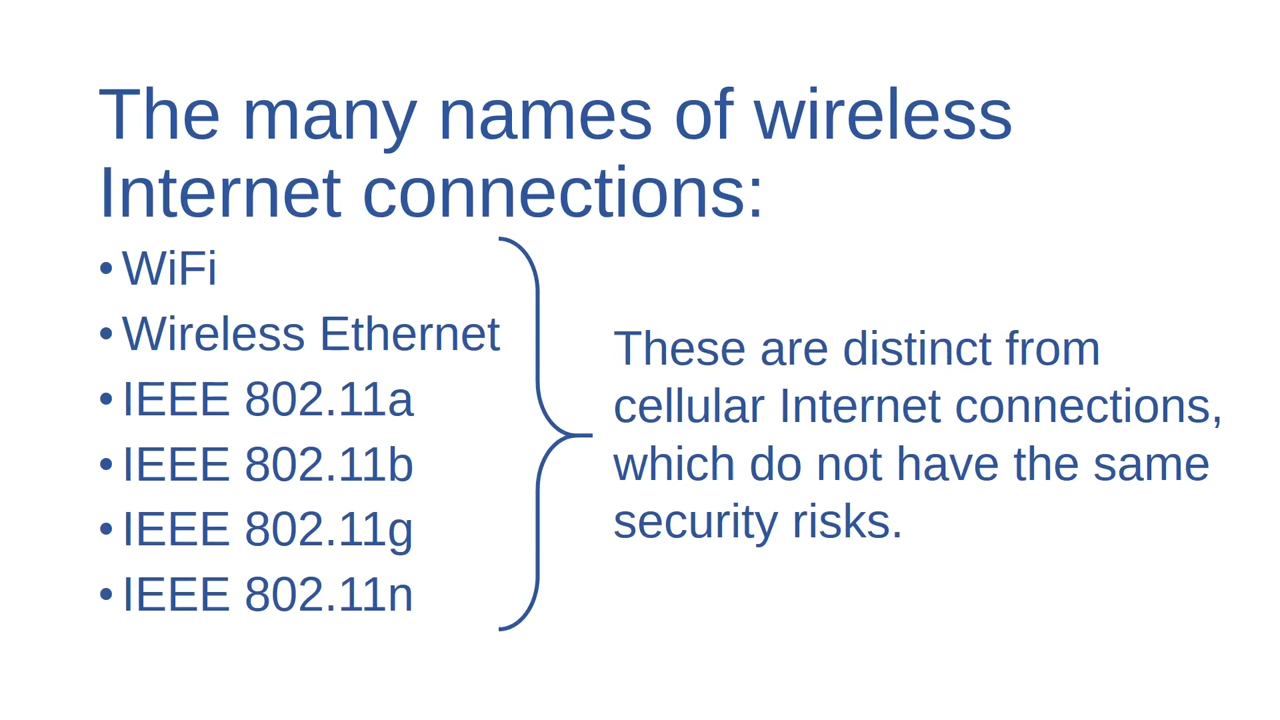 The many names of wireless
Internet connections:
• WiFi
• Wireless Ethernet
• IEEE 802.11a
• IEEE 802.11b
• IEEE 802.11g
• IEEE 802.11n
These are distinct from
cellular Internet connections,
which do not have the same
security risks.